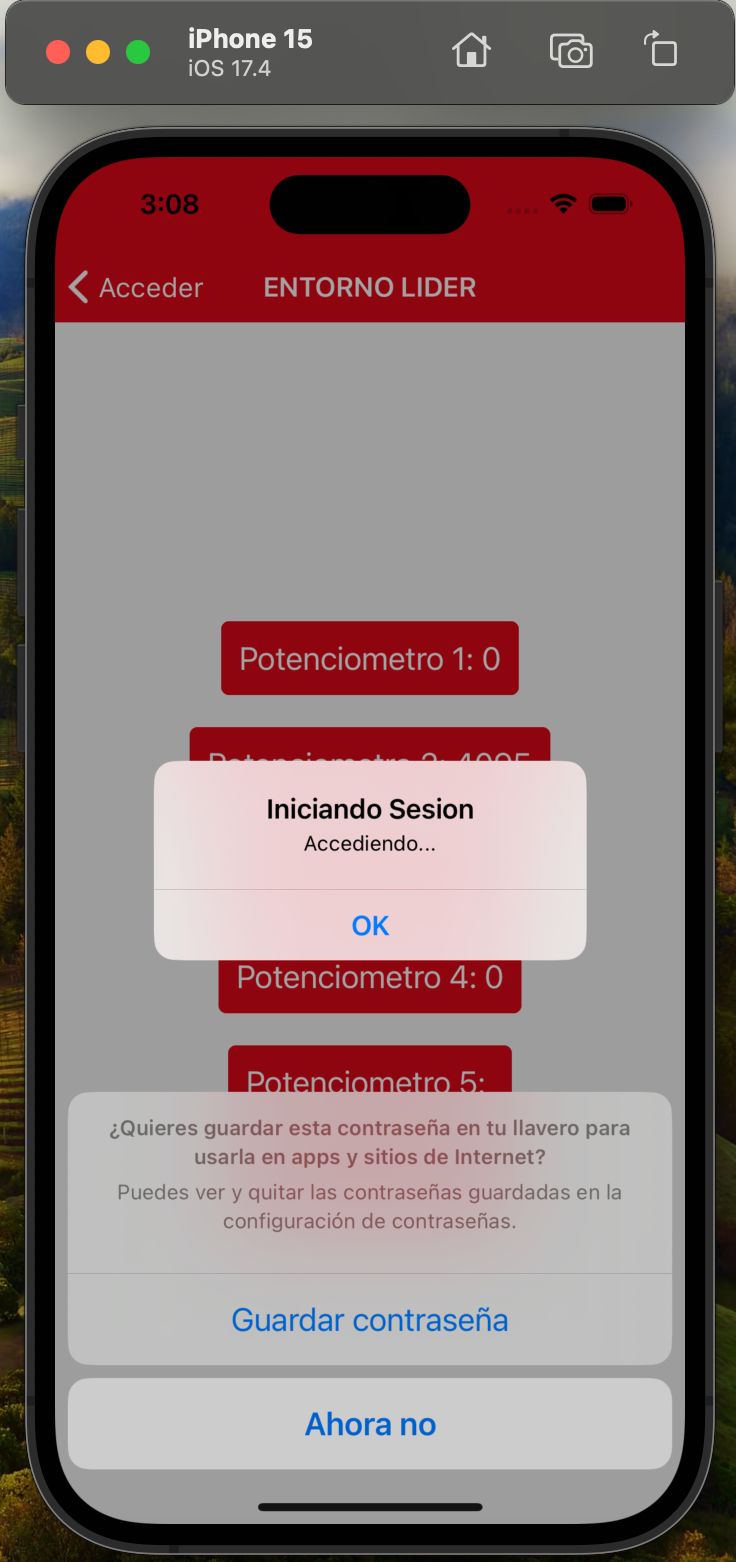 iPhone 15
iOS 17.4
3:08
Acceder
ENTORNO LIDER
Potenciometro 1: 0
Potenciometro 2: 4095
Iniciando Sesion
Accediendo...
OK
Potenciometro 4: 0
Potenciometro 5:
¿Quieres guardar esta contraseña en tu llavero para
usarla en apps y sitios de Internet?
Puedes ver y quitar las contraseñas guardadas en la
configuración de contraseñas.
Guardar contraseña
Ahora no